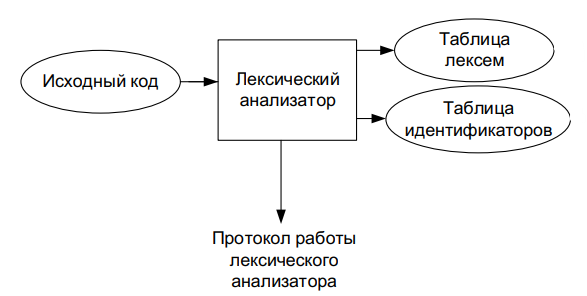 Исходный код
Лексический
анализатор
Таблица
лексем
Таблица
идентификаторов
Протокол работы
лексического
анализатора